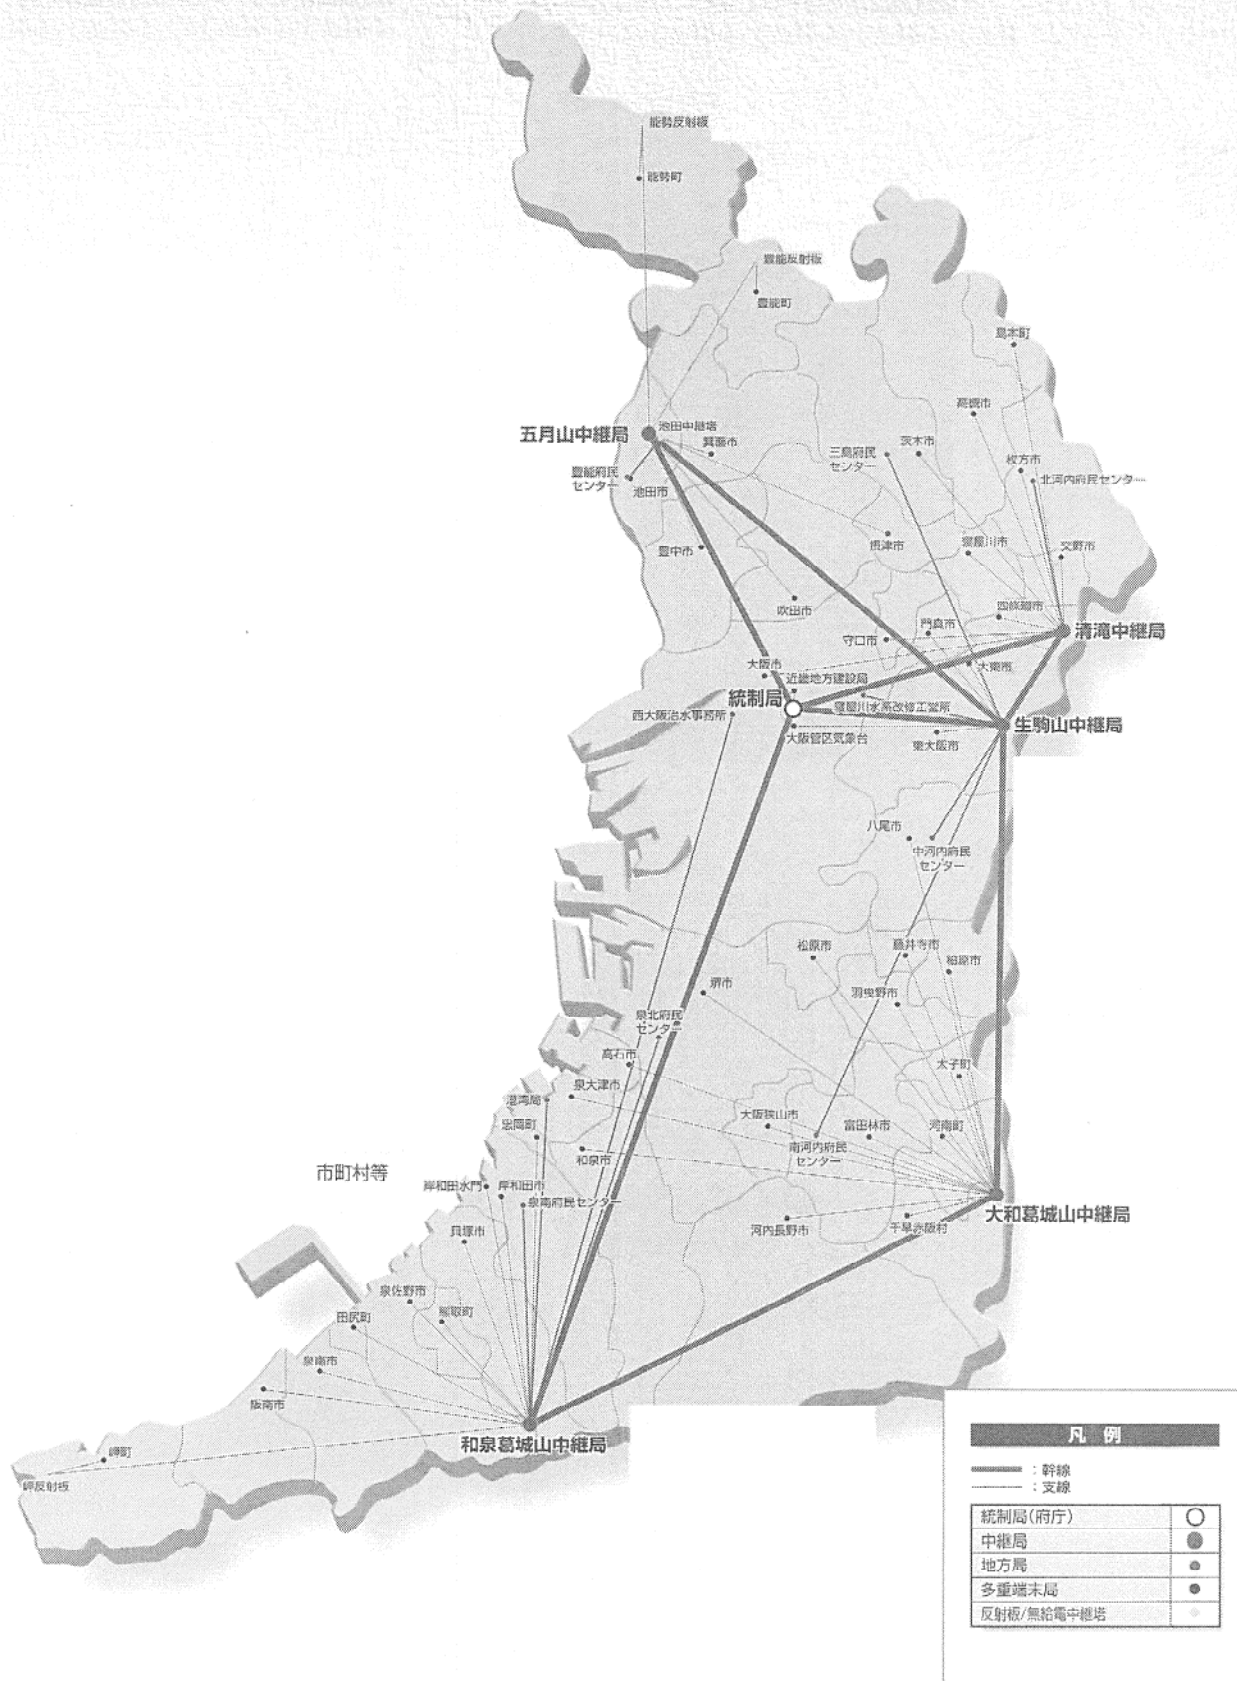 能勢反射板
能勢町
豊能反射板
豊能町
島本町
高槻市
池田中継塔
五月山中継局
箕面市
三島府民
センター
茨木市
枚方市
北河内府民センター
豊能府民
センター
池田市
豊中市
摂津市
寝屋川市
交野市
吹田市
四條畷市
門真市
守口市
清滝中継局
大阪市
大東市
近畿地方建設局
統制局
西大阪治水事務所
寝屋川水系改修工営所
生駒山中継局
大阪管区気象台
東大阪市
八尾市
中河内府民
センター
松原市
藤井寺市
柏原市
堺市
羽曳野市
泉北府民
センター
高石市
太子町
泉大津市
港湾局
大阪狭山市
忠岡町
富田林市
河南町
南河内府民
センター
和泉市
市町村等
岸和田水門
岸和田市
泉南府民センター
大和葛城山中継局
河内長野市
千早赤阪村
貝塚市
泉佐野市
熊取町
田尻町
泉南市
阪南市
和泉葛城山中継局
岬町
岬反射板
凡 例
：幹線
：支線
統制局(府庁)
中継局
地方局
多重端末局
反射板/無給電中継塔